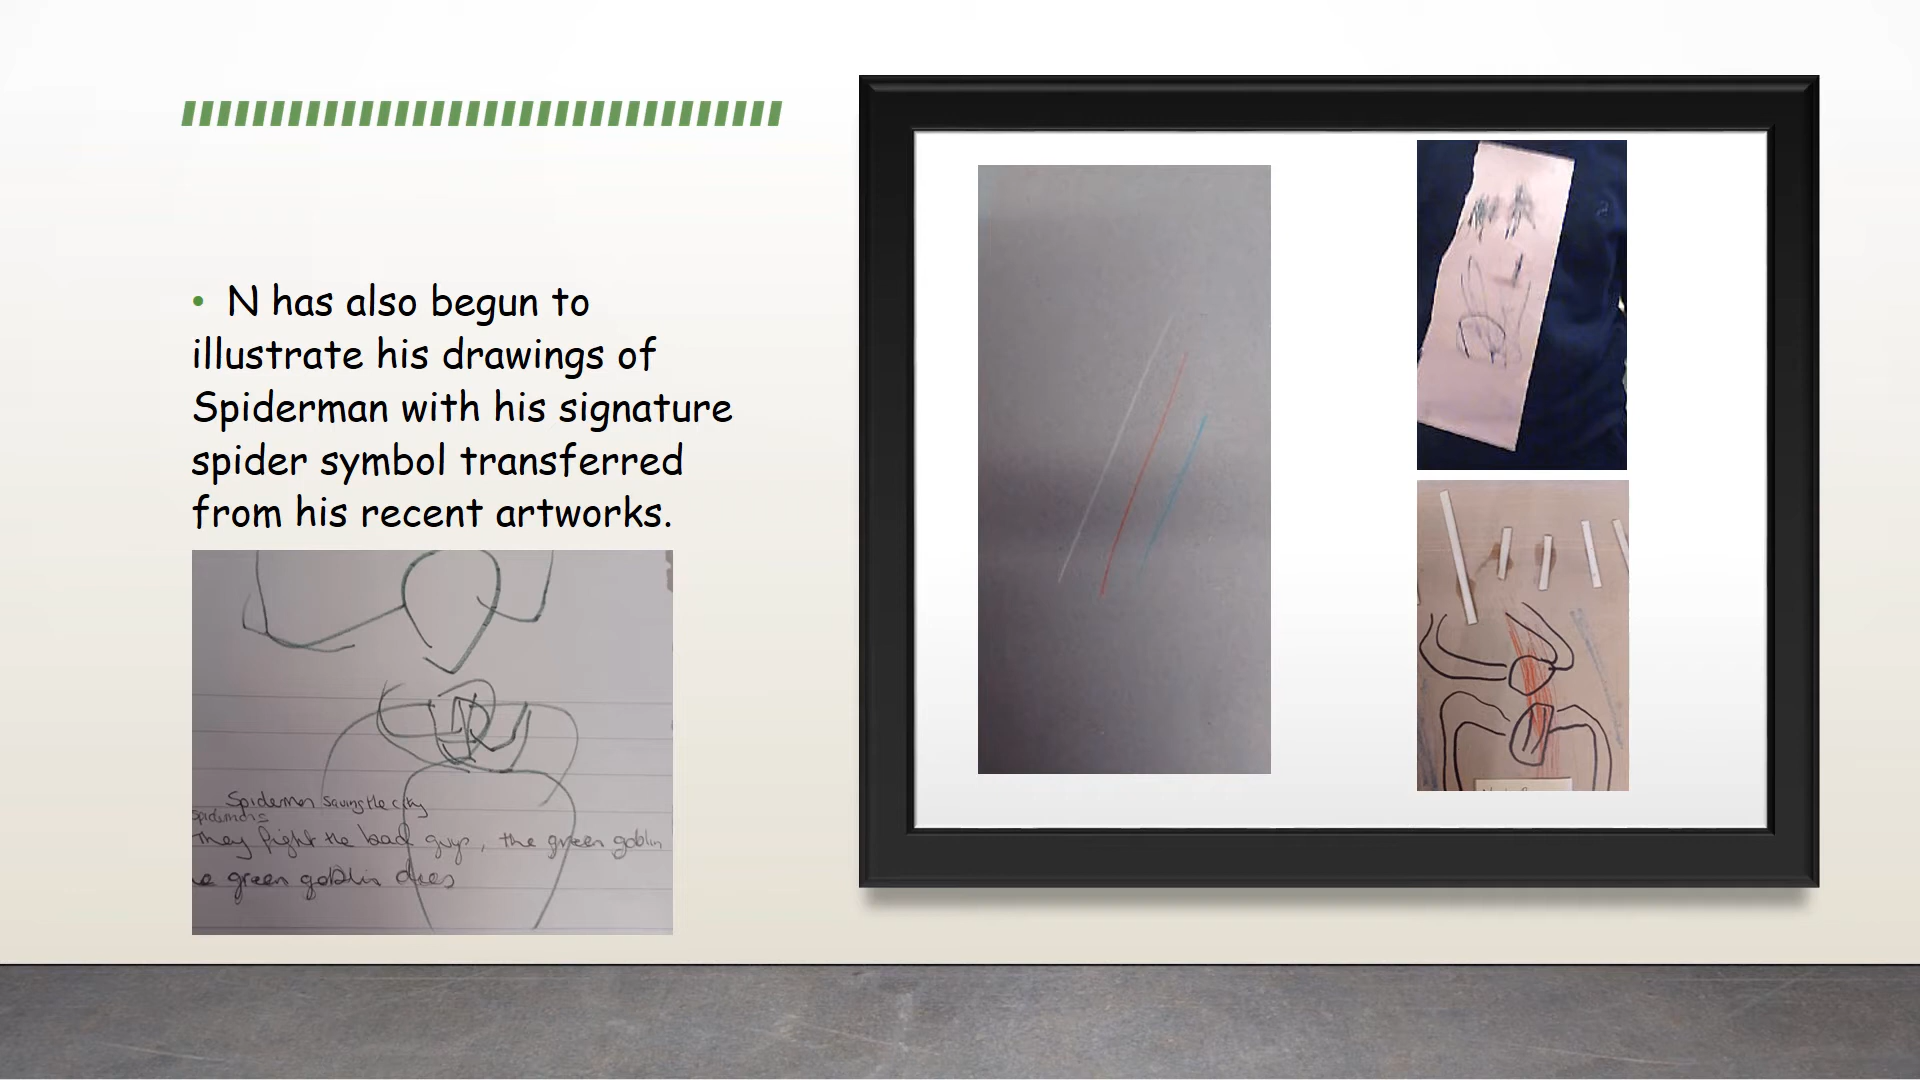 • N has also begun to
illustrate his drawings of
Spiderman with his signature
spider symbol transferred
from his recent artworks.
Spiderman saving the city
Spidermans
They fight the bad guys, the green goblin
green goblin dies